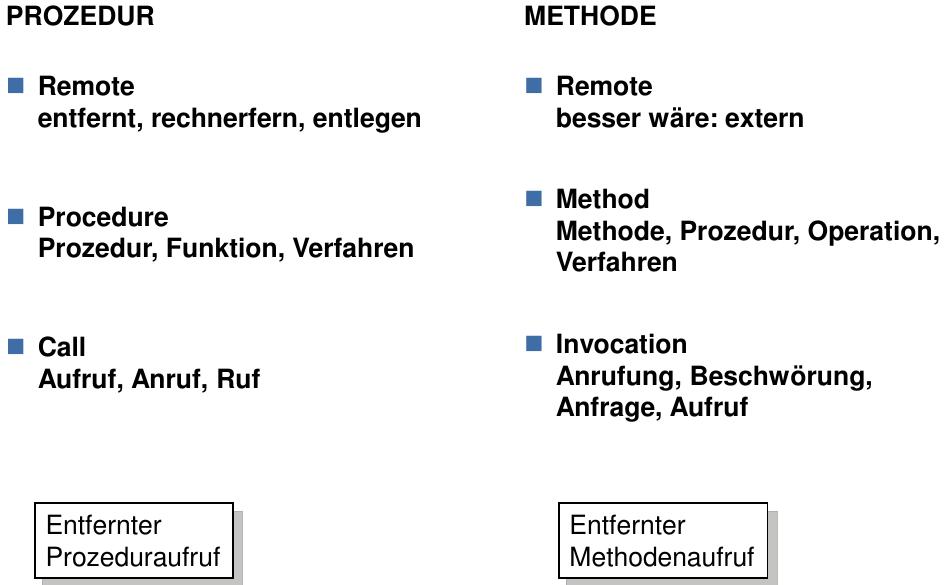 PROZEDUR
Remote
entfernt, rechnerfern, entlegen
Procedure
Prozedur, Funktion, Verfahren
Call
Aufruf, Anruf, Ruf
Entfernter
Prozeduraufruf
METHODE
Remote
besser wäre: extern
Method
Methode, Prozedur, Operation,
Verfahren
Invocation
Anrufung, Beschwörung,
Anfrage, Aufruf
Entfernter
Methodenaufruf